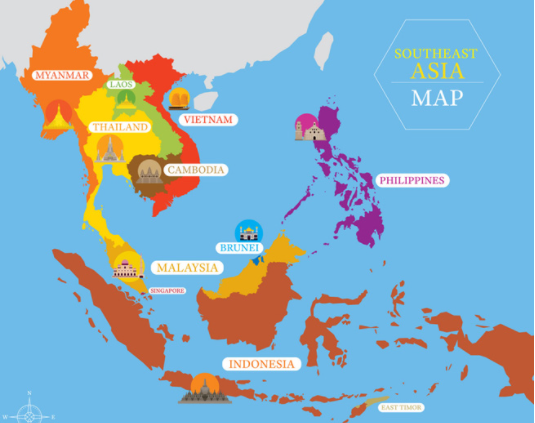 SOUTHEAST
ASIA
MAP
MYANMAR
LAOS
VIETNAM
THAILAND
CAMBODIA
PHILIPPINES
BRUNEI
MALAYSIA
SINGAPORE
INDONESIA
EAST TIMOR
N
W E
S